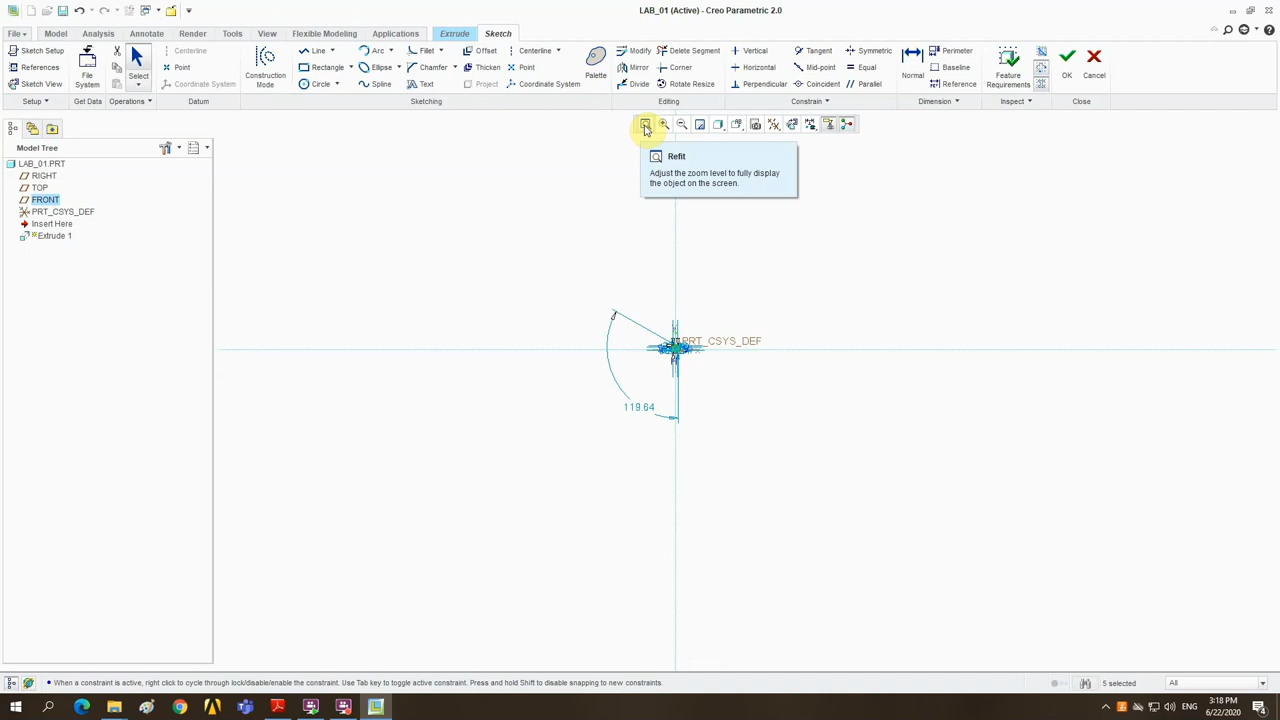 LAB_01 (Active) - Creo Parametric 2.0
File Model Analysis Annotate Render Tools View Flexible Modeling Applications Extrude Sketch
Sketch Setup
References
Sketch View
Setup
File System
Get Data
Select
Operations
Centerline
Point
Coordinate System
Datum
Construction Mode
Line
Rectangle
Circle
Arc
Ellipse
Spline
Fillet
Chamfer
Text
Offset
Thicken
Project
Centerline
Point
Coordinate System
Palette
Sketching
Modify
Mirror
Divide
Delete Segment
Corner
Rotate Resize
Editing
Vertical
Horizontal
Perpendicular
Tangent
Mid-point
Coincident
Symmetric
Equal
Parallel
Constrain
Normal
Perimeter
Baseline
Reference
Dimension
Feature Requirements
Inspect
OK
Cancel
Close
Model Tree
LAB_01.PRT
RIGHT
TOP
FRONT
PRT_CSYS_DEF
Insert Here
Extrude 1
Refit
Adjust the zoom level to fully display
the object on the screen.
PRT_CSYS_DEF
119.64
When a constraint is active, right click to cycle through lock/disable/enable the constraint. Use Tab key to toggle active constraint. Press and hold Shift to disable snapping to new constraints.
5 selected
All
3:18 PM
6/22/2020